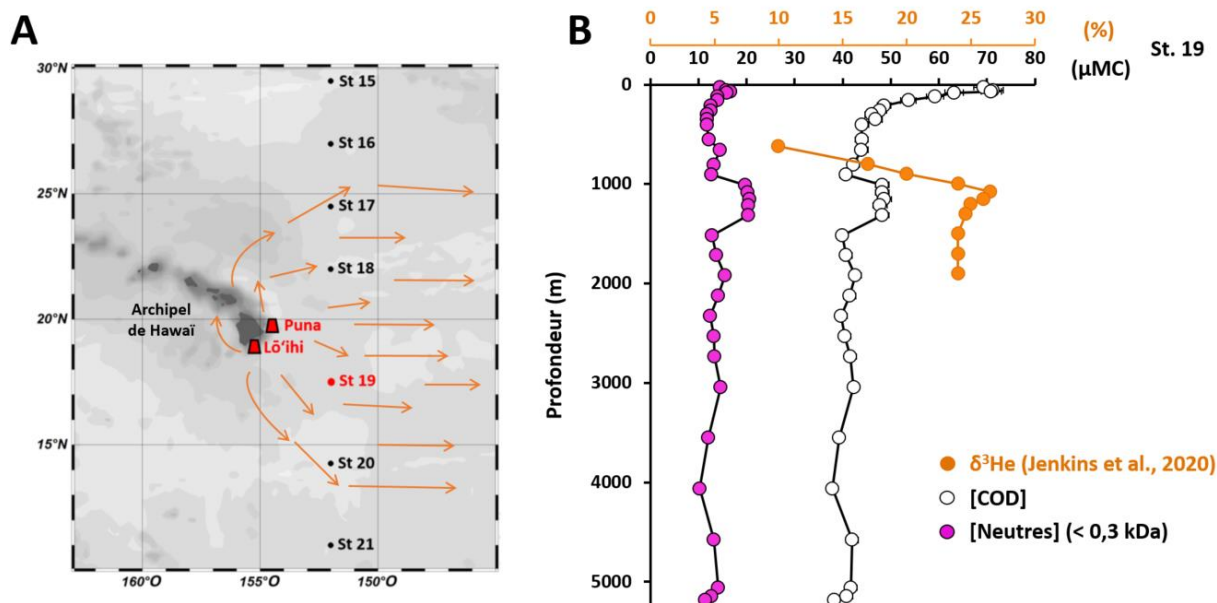 A
30°N
25°N
20°N
15°N
160°O
155°O
150°O
145°O
St 15
St 16
St 17
St 18
St 19
St 20
St 21
Archipel
de Hawaï
Puna
Lō‘ihi
B
0 5 10 15 20 25 30
(%)
0 10 20 30 40 50 60 70 80
(µMC)
St. 19
0
1000
2000
3000
4000
5000
Profondeur (m)
δ³He (Jenkins et al., 2020)
[COD]
[Neutres] (< 0,3 kDa)